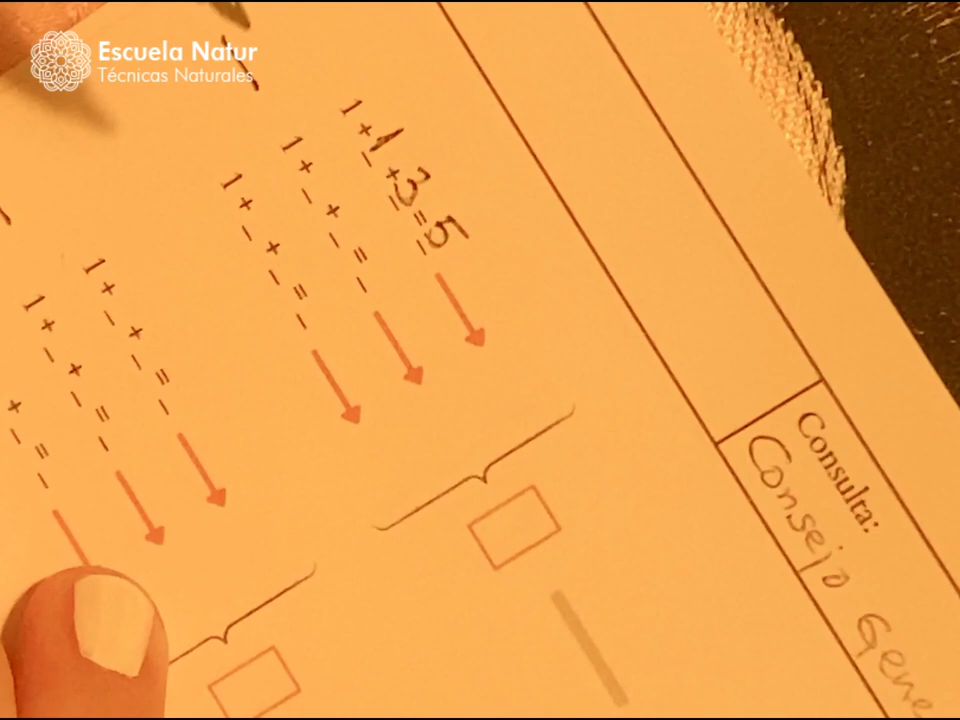 Escuela Natur
Técnicas Naturales
1 + 1 + 3 = 5
1 + _ + _ = _
1 + _ + _ = _
1 + _ + _ = _
1 + _ + _ = _
+ _ = _
Consulta:
Consejo Gene